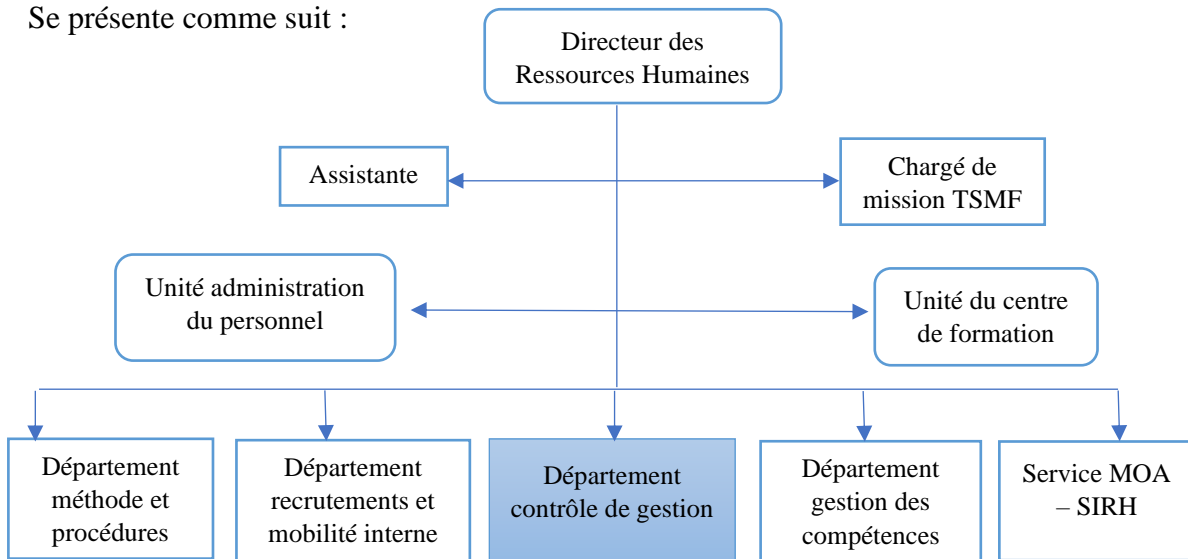 Se présente comme suit :
Directeur des
Ressources Humaines
Assistante
Chargé de
mission TSMF
Unité administration
du personnel
Unité du centre
de formation
Département
méthode et
procédures
Département
recrutements et
mobilité interne
Département
contrôle de gestion
Département
gestion des
compétences
Service MOA
– SIRH